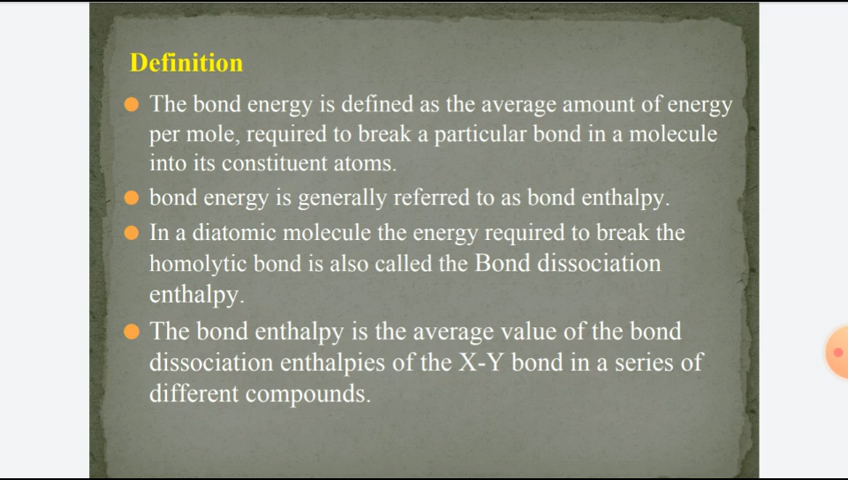 Definition
The bond energy is defined as the average amount of energy
per mole, required to break a particular bond in a molecule
into its constituent atoms.
bond energy is generally referred to as bond enthalpy.
In a diatomic molecule the energy required to break the
homolytic bond is also called the Bond dissociation
enthalpy.
The bond enthalpy is the average value of the bond
dissociation enthalpies of the X-Y bond in a series of
different compounds.